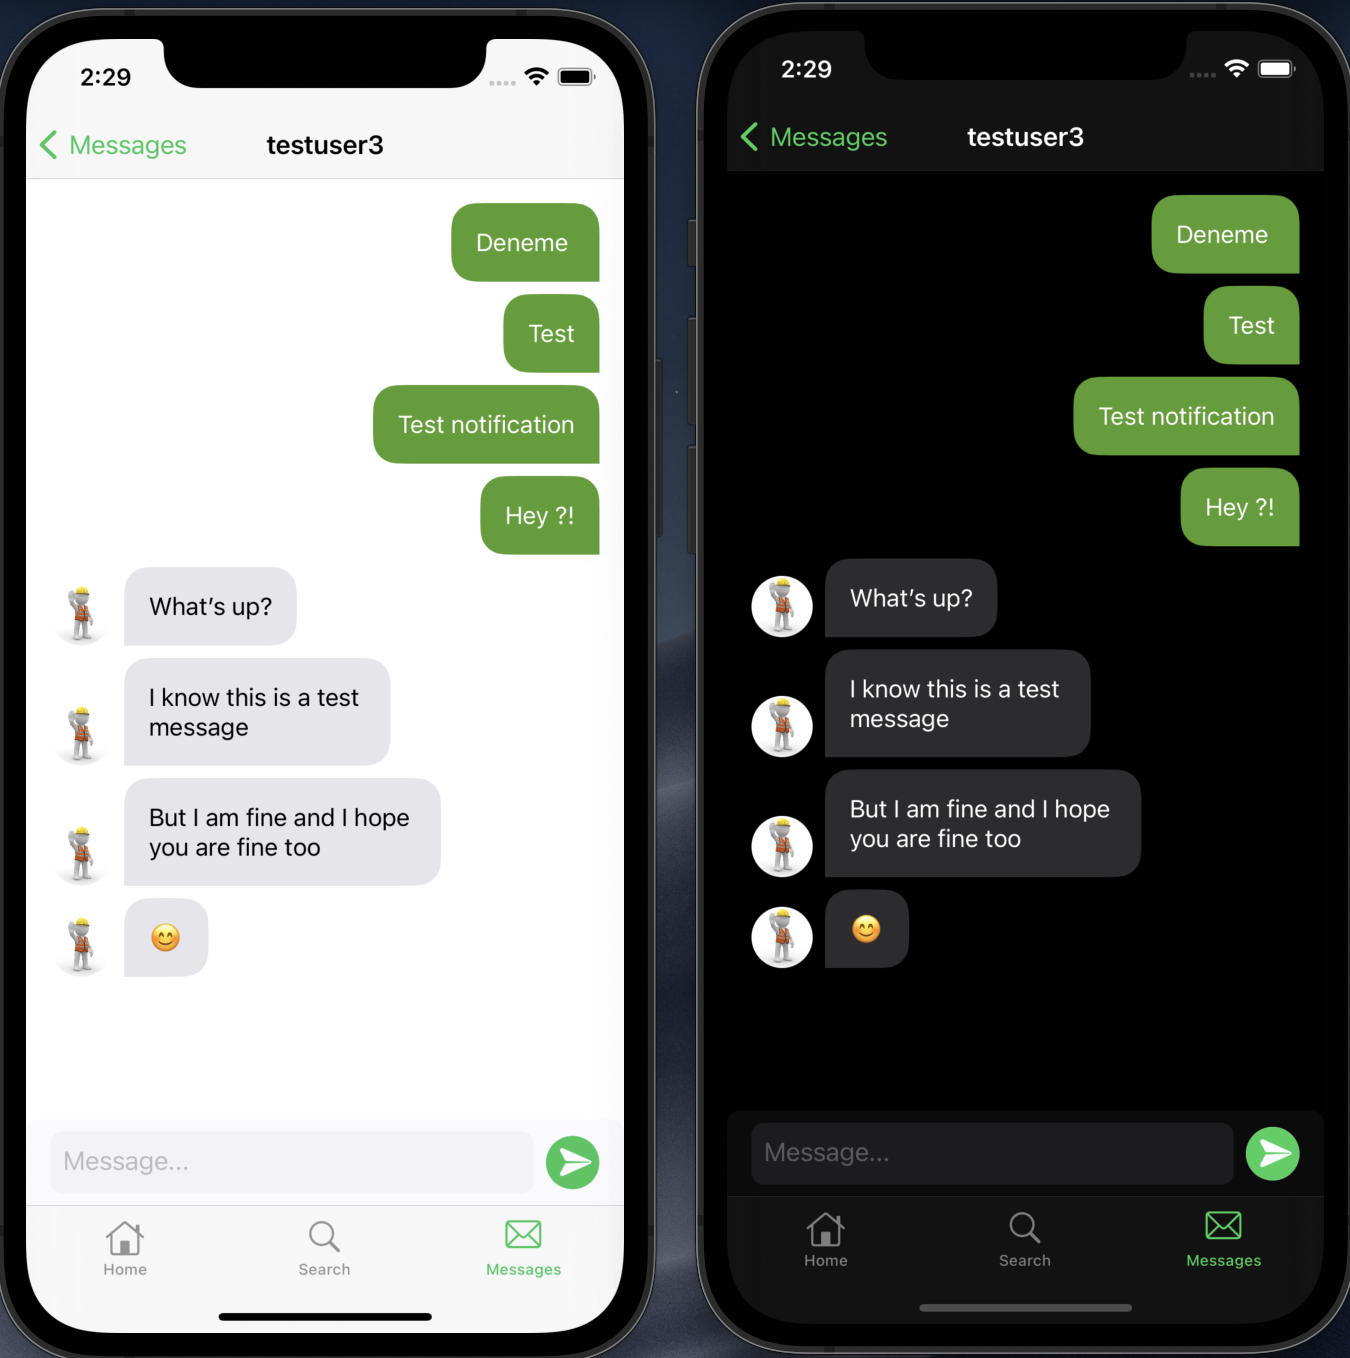 2:29
Messages
testuser3
Deneme
Test
Test notification
Hey ?!
What's up?
I know this is a test
message
But I am fine and I hope
you are fine too
😊
Message...
Home
Search
Messages
2:29
Messages
testuser3
Deneme
Test
Test notification
Hey ?!
What's up?
I know this is a test
message
But I am fine and I hope
you are fine too
😊
Message...
Home
Search
Messages